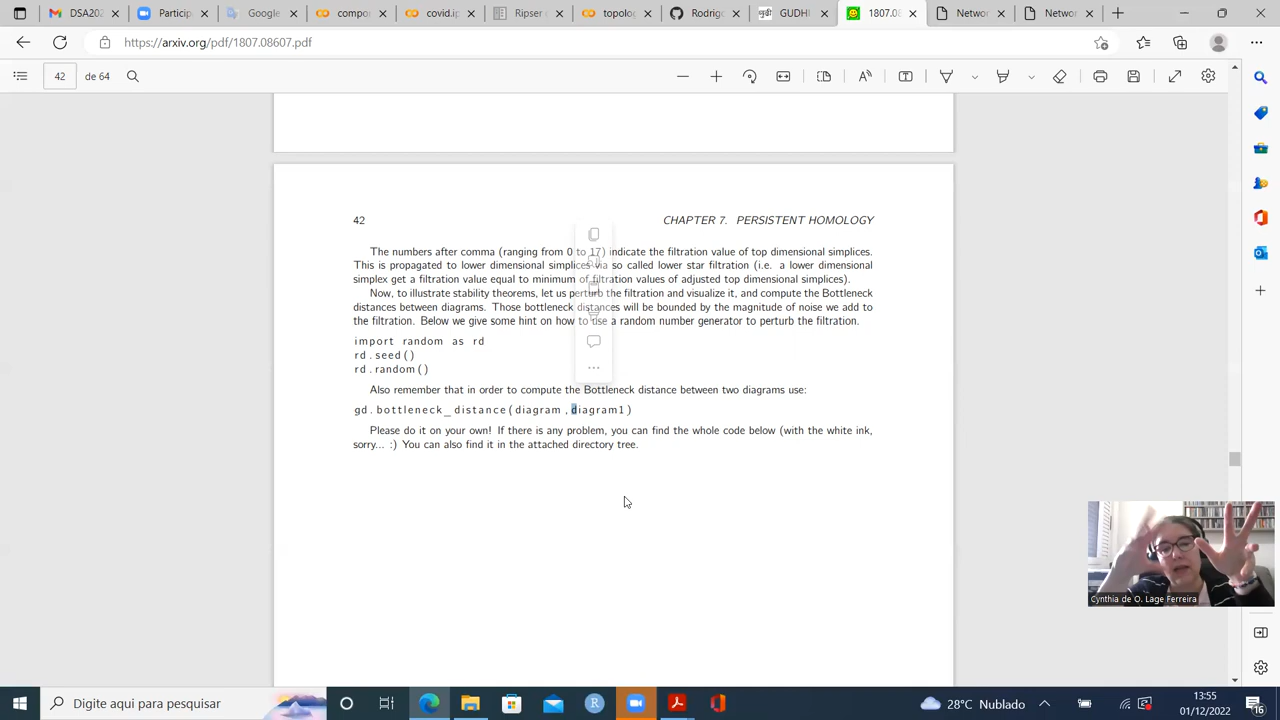 DSA202
Particip
Google
compor
covid.ip
Ripser
topolog
Rodrigo
GUDHI
1807.08
Networ
Networ
https://arxiv.org/pdf/1807.08607.pdf
42 de 64
42 CHAPTER 7. PERSISTENT HOMOLOGY
The numbers after comma (ranging from 0 to 17) indicate the filtration value of top dimensional simplices.
This is propagated to lower dimensional simplices via so called lower star filtration (i.e. a lower dimensional
simplex get a filtration value equal to minimum of filtration values of adjusted top dimensional simplices).
Now, to illustrate stability theorems, let us perturb the filtration and visualize it, and compute the Bottleneck
distances between diagrams. Those bottleneck distances will be bounded by the magnitude of noise we add to
the filtration. Below we give some hint on how to use a random number generator to perturb the filtration.
import random as rd
rd.seed()
rd.random()
Also remember that in order to compute the Bottleneck distance between two diagrams use:
gd.bottleneck_distance(diagram,diagram1)
Please do it on your own! If there is any problem, you can find the whole code below (with the white ink,
sorry... :) You can also find it in the attached directory tree.
Cynthia de O. Lage Ferreira
Digite aqui para pesquisar
28°C Nublado
13:55
01/12/2022
16